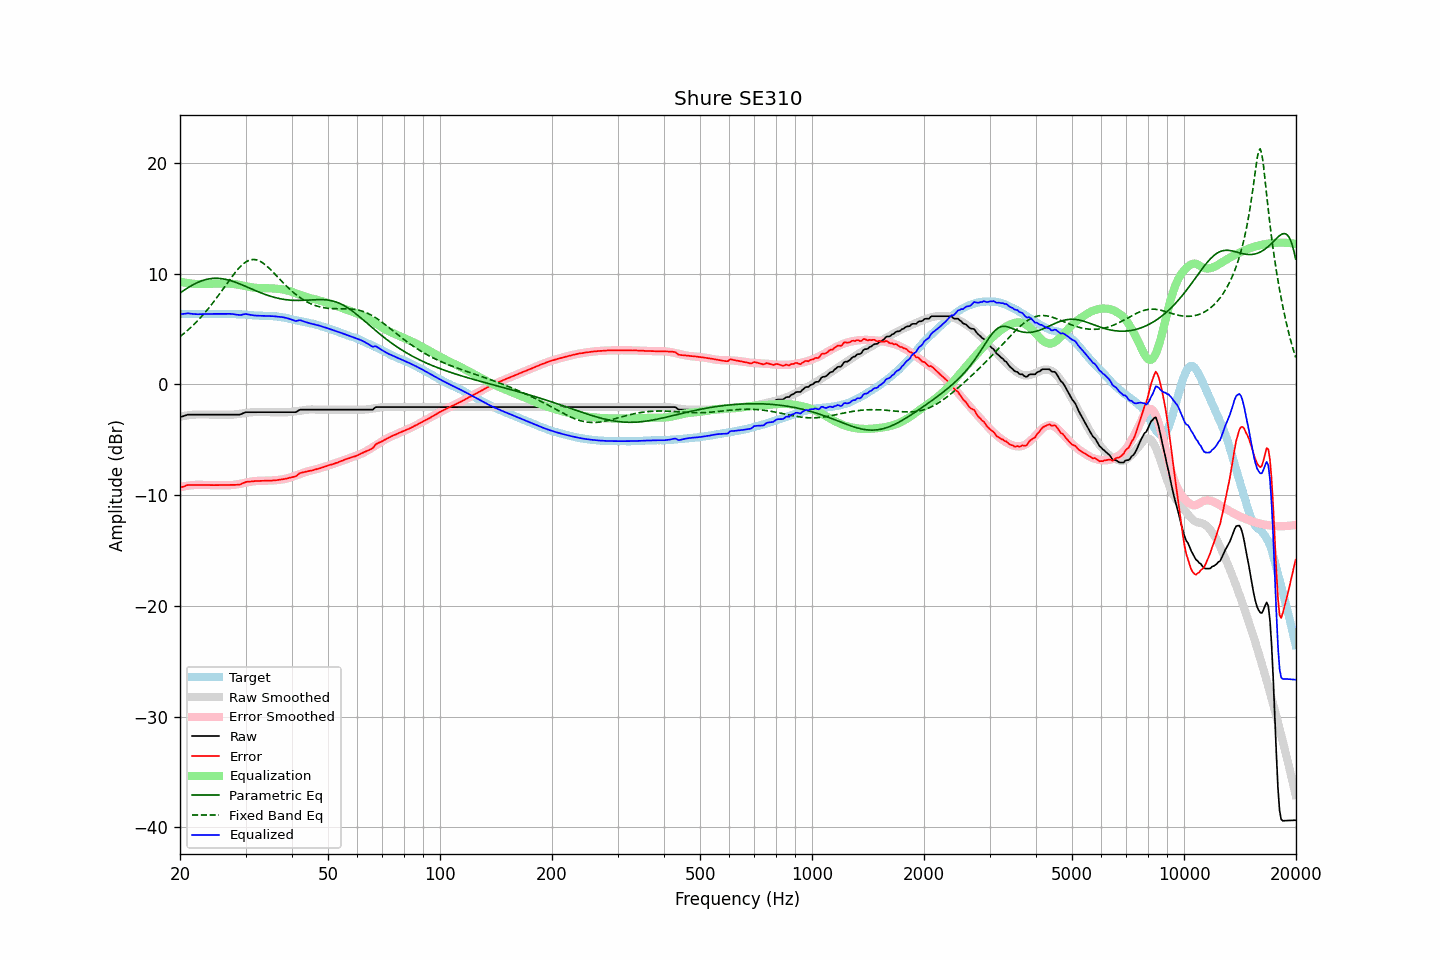 Shure SE310
Amplitude (dBr)
20
10
0
−10
−20
−30
−40
Target
Raw Smoothed
Error Smoothed
Raw
Error
Equalization
Parametric Eq
Fixed Band Eq
Equalized
20 50 100 200 500 1000 2000 5000 10000 20000
Frequency (Hz)